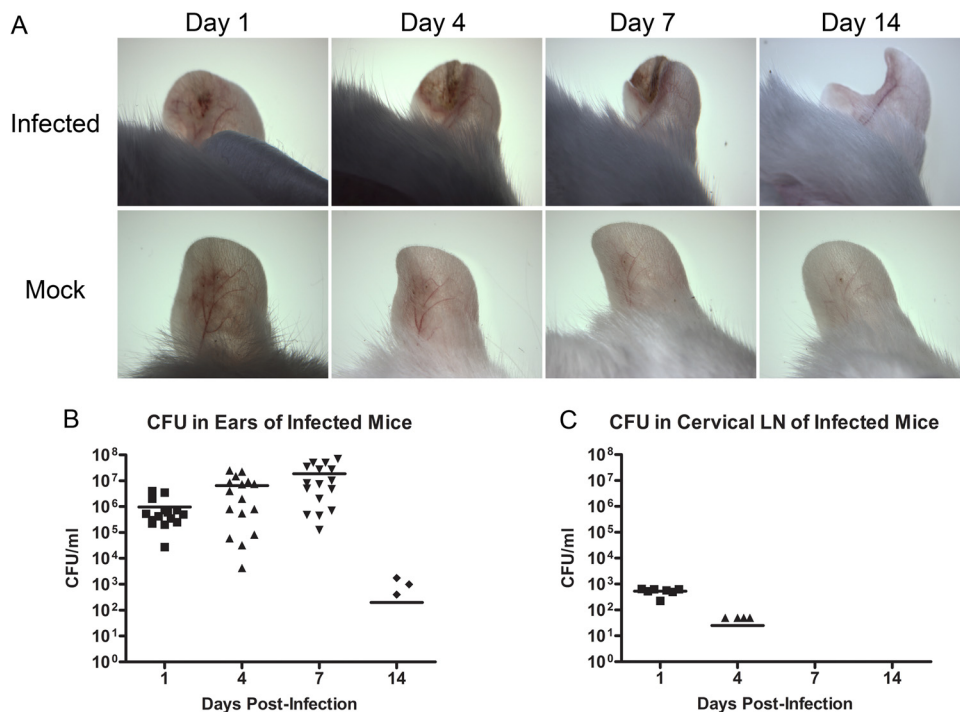 A
Day 1 Day 4 Day 7 Day 14
Infected
Mock
B CFU in Ears of Infected Mice
CFU/ml
10⁸
10⁷
10⁶
10⁵
10⁴
10³
10²
10¹
10⁰
1 4 7 14
Days Post-Infection
C CFU in Cervical LN of Infected Mice
CFU/ml
10⁸
10⁷
10⁶
10⁵
10⁴
10³
10²
10¹
10⁰
1 4 7 14
Days Post-Infection